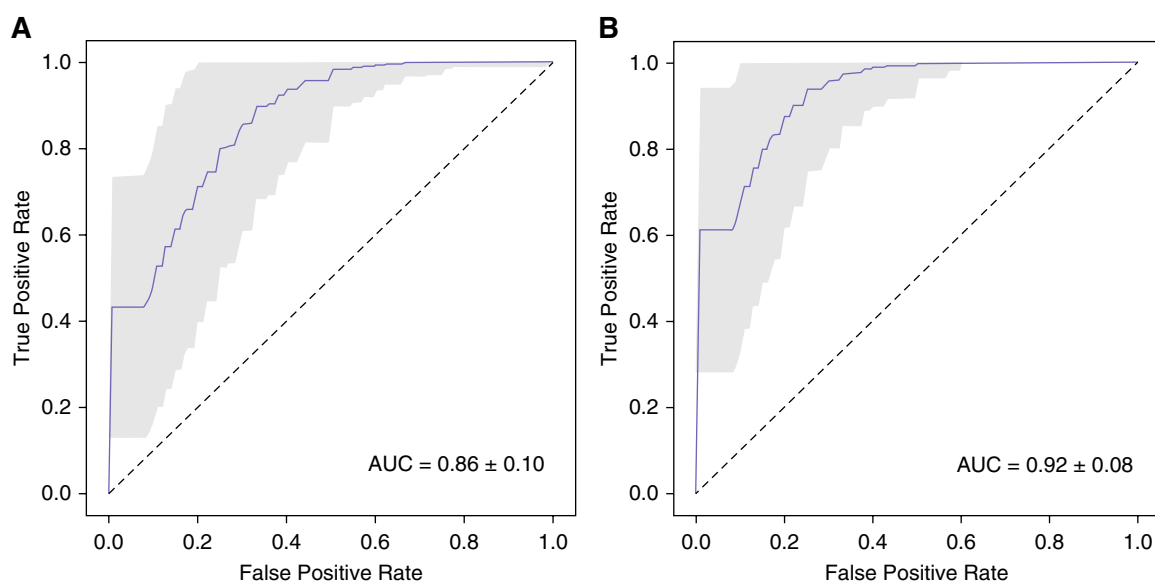 A
True Positive Rate
1.0
0.8
0.6
0.4
0.2
0.0
AUC = 0.86 ± 0.10
0.0 0.2 0.4 0.6 0.8 1.0
False Positive Rate
B
True Positive Rate
1.0
0.8
0.6
0.4
0.2
0.0
AUC = 0.92 ± 0.08
0.0 0.2 0.4 0.6 0.8 1.0
False Positive Rate